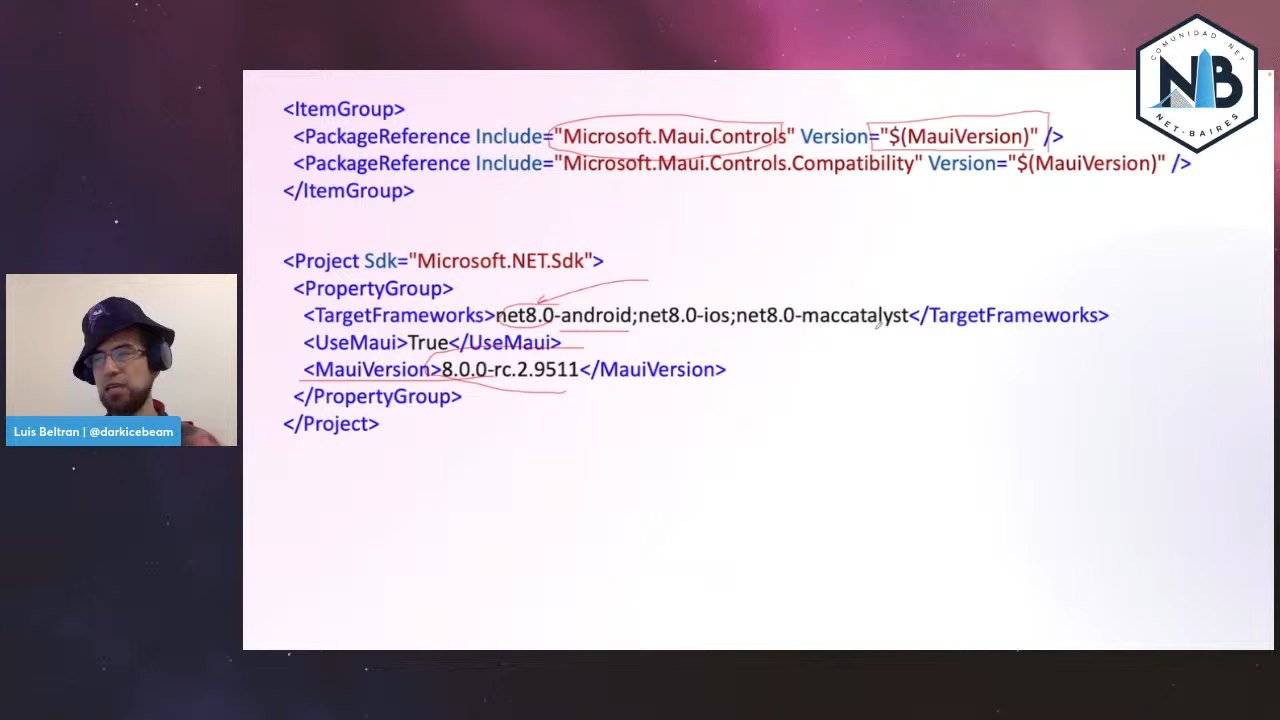 COMUNIDAD .NET
NB
NET-BAIRES
<ItemGroup>
<PackageReference Include="Microsoft.Maui.Controls" Version="$(MauiVersion)" />
<PackageReference Include="Microsoft.Maui.Controls.Compatibility" Version="$(MauiVersion)" />
</ItemGroup>
<Project Sdk="Microsoft.NET.Sdk">
<PropertyGroup>
<TargetFrameworks>net8.0-android;net8.0-ios;net8.0-maccatalyst</TargetFrameworks>
<UseMaui>True</UseMaui>
<MauiVersion>8.0.0-rc.2.9511</MauiVersion>
</PropertyGroup>
</Project>
Luis Beltran | @darkicebeam